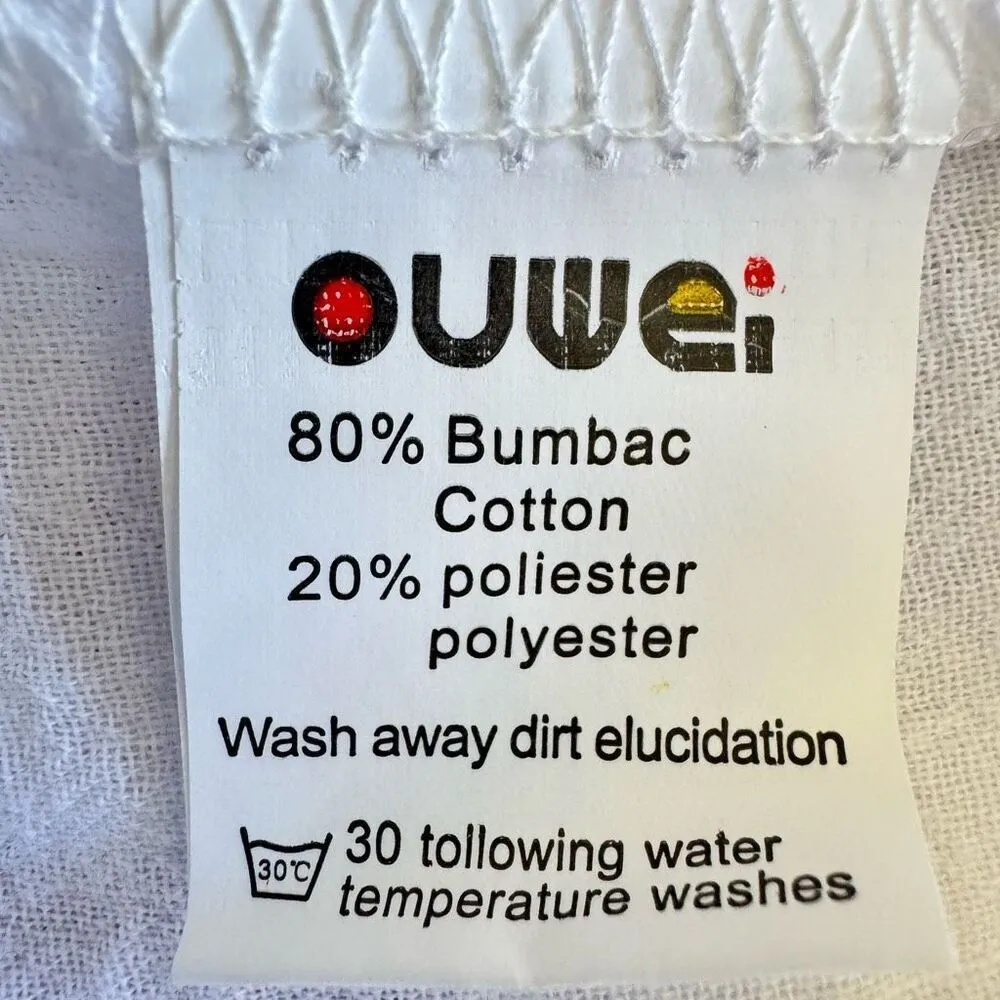 ouwei
80% Bumbac
Cotton
20% poliester
polyester
Wash away dirt elucidation
30℃ 30 tollowing water
temperature washes